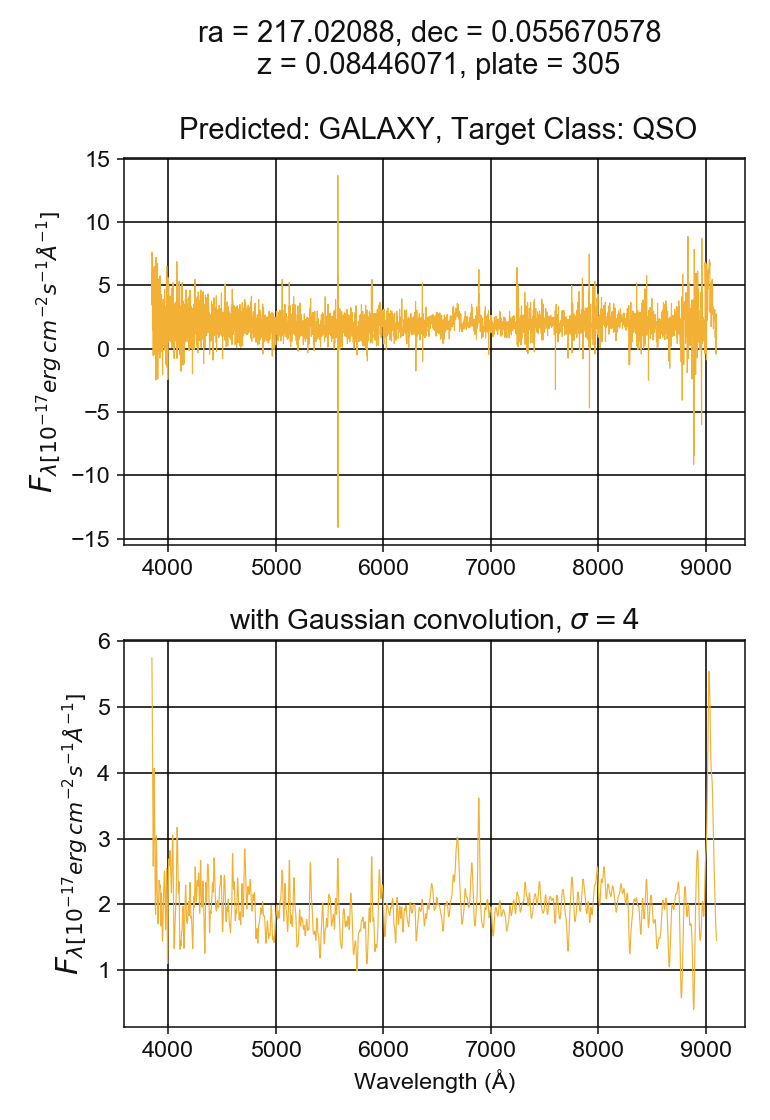 ra = 217.02088, dec = 0.055670578
z = 0.08446071, plate = 305
Predicted: GALAXY, Target Class: QSO
15
10
5
0
−5
−10
−15
F_λ[10^{−17} erg cm^{−2} s^{−1} Å^{−1}]
4000 5000 6000 7000 8000 9000
with Gaussian convolution, σ = 4
6
5
4
3
2
1
F_λ[10^{−17} erg cm^{−2} s^{−1} Å^{−1}]
4000 5000 6000 7000 8000 9000
Wavelength (Å)